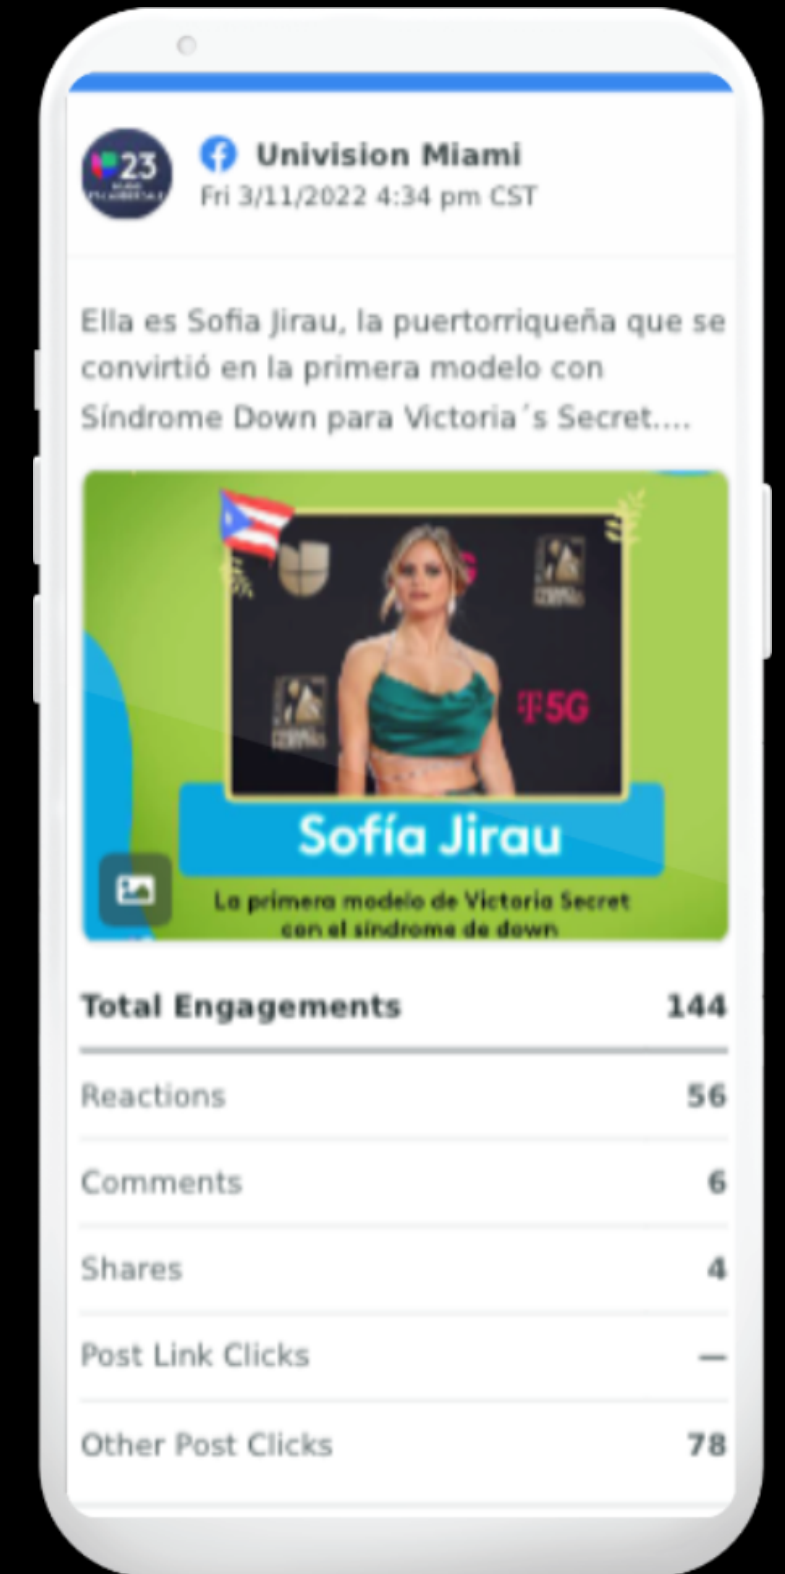 23
Univision Miami
Fri 3/11/2022 4:34 pm CST
Ella es Sofia Jirau, la puertorriqueña que se
convirtió en la primera modelo con
Síndrome Down para Victoria´s Secret....
T 5G
Sofía Jirau
La primera modelo de Victoria Secret
con el síndrome de down
Total Engagements 144
Reactions 56
Comments 6
Shares 4
Post Link Clicks —
Other Post Clicks 78